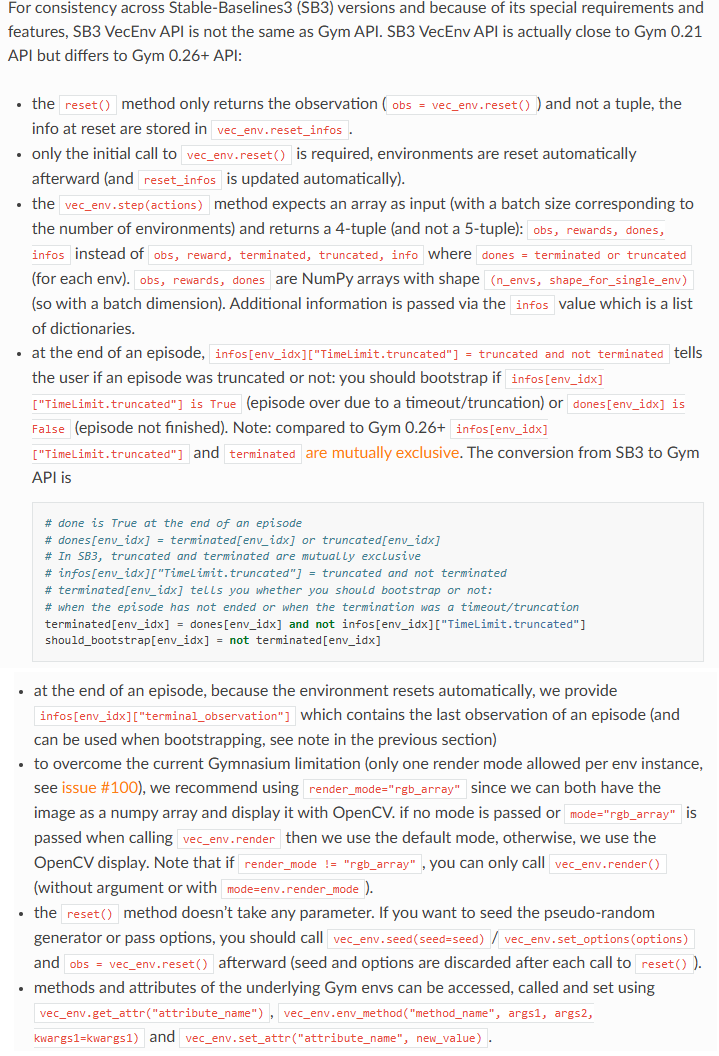 For consistency across Stable-Baselines3 (SB3) versions and because of its special requirements and
features, SB3 VecEnv API is not the same as Gym API. SB3 VecEnv API is actually close to Gym 0.21
API but differs to Gym 0.26+ API:
• the reset() method only returns the observation ( obs = vec_env.reset() ) and not a tuple, the
info at reset are stored in vec_env.reset_infos .
• only the initial call to vec_env.reset() is required, environments are reset automatically
afterward (and reset_infos is updated automatically).
• the vec_env.step(actions) method expects an array as input (with a batch size corresponding to
the number of environments) and returns a 4-tuple (and not a 5-tuple): obs, rewards, dones,
infos instead of obs, reward, terminated, truncated, info where dones = terminated or truncated
(for each env). obs, rewards, dones are NumPy arrays with shape (n_envs, shape_for_single_env)
(so with a batch dimension). Additional information is passed via the infos value which is a list
of dictionaries.
• at the end of an episode, infos[env_idx]["TimeLimit.truncated"] = truncated and not terminated tells
the user if an episode was truncated or not: you should bootstrap if infos[env_idx]
["TimeLimit.truncated"] is True (episode over due to a timeout/truncation) or dones[env_idx] is
False (episode not finished). Note: compared to Gym 0.26+ infos[env_idx]
["TimeLimit.truncated"] and terminated are mutually exclusive. The conversion from SB3 to Gym
API is
# done is True at the end of an episode
# dones[env_idx] = terminated[env_idx] or truncated[env_idx]
# In SB3, truncated and terminated are mutually exclusive
# infos[env_idx]["TimeLimit.truncated"] = truncated and not terminated
# terminated[env_idx] tells you whether you should bootstrap or not:
# when the episode has not ended or when the termination was a timeout/truncation
terminated[env_idx] = dones[env_idx] and not infos[env_idx]["TimeLimit.truncated"]
should_bootstrap[env_idx] = not terminated[env_idx]
• at the end of an episode, because the environment resets automatically, we provide
infos[env_idx]["terminal_observation"] which contains the last observation of an episode (and
can be used when bootstrapping, see note in the previous section)
• to overcome the current Gymnasium limitation (only one render mode allowed per env instance,
see issue #100), we recommend using render_mode="rgb_array" since we can both have the
image as a numpy array and display it with OpenCV. if no mode is passed or mode="rgb_array" is
passed when calling vec_env.render then we use the default mode, otherwise, we use the
OpenCV display. Note that if render_mode != "rgb_array" , you can only call vec_env.render()
(without argument or with mode=env.render_mode ).
• the reset() method doesn't take any parameter. If you want to seed the pseudo-random
generator or pass options, you should call vec_env.seed(seed=seed) / vec_env.set_options(options)
and obs = vec_env.reset() afterward (seed and options are discarded after each call to reset() ).
• methods and attributes of the underlying Gym envs can be accessed, called and set using
vec_env.get_attr("attribute_name") , vec_env.env_method("method_name", args1, args2,
kwargs1=kwargs1) and vec_env.set_attr("attribute_name", new_value) .